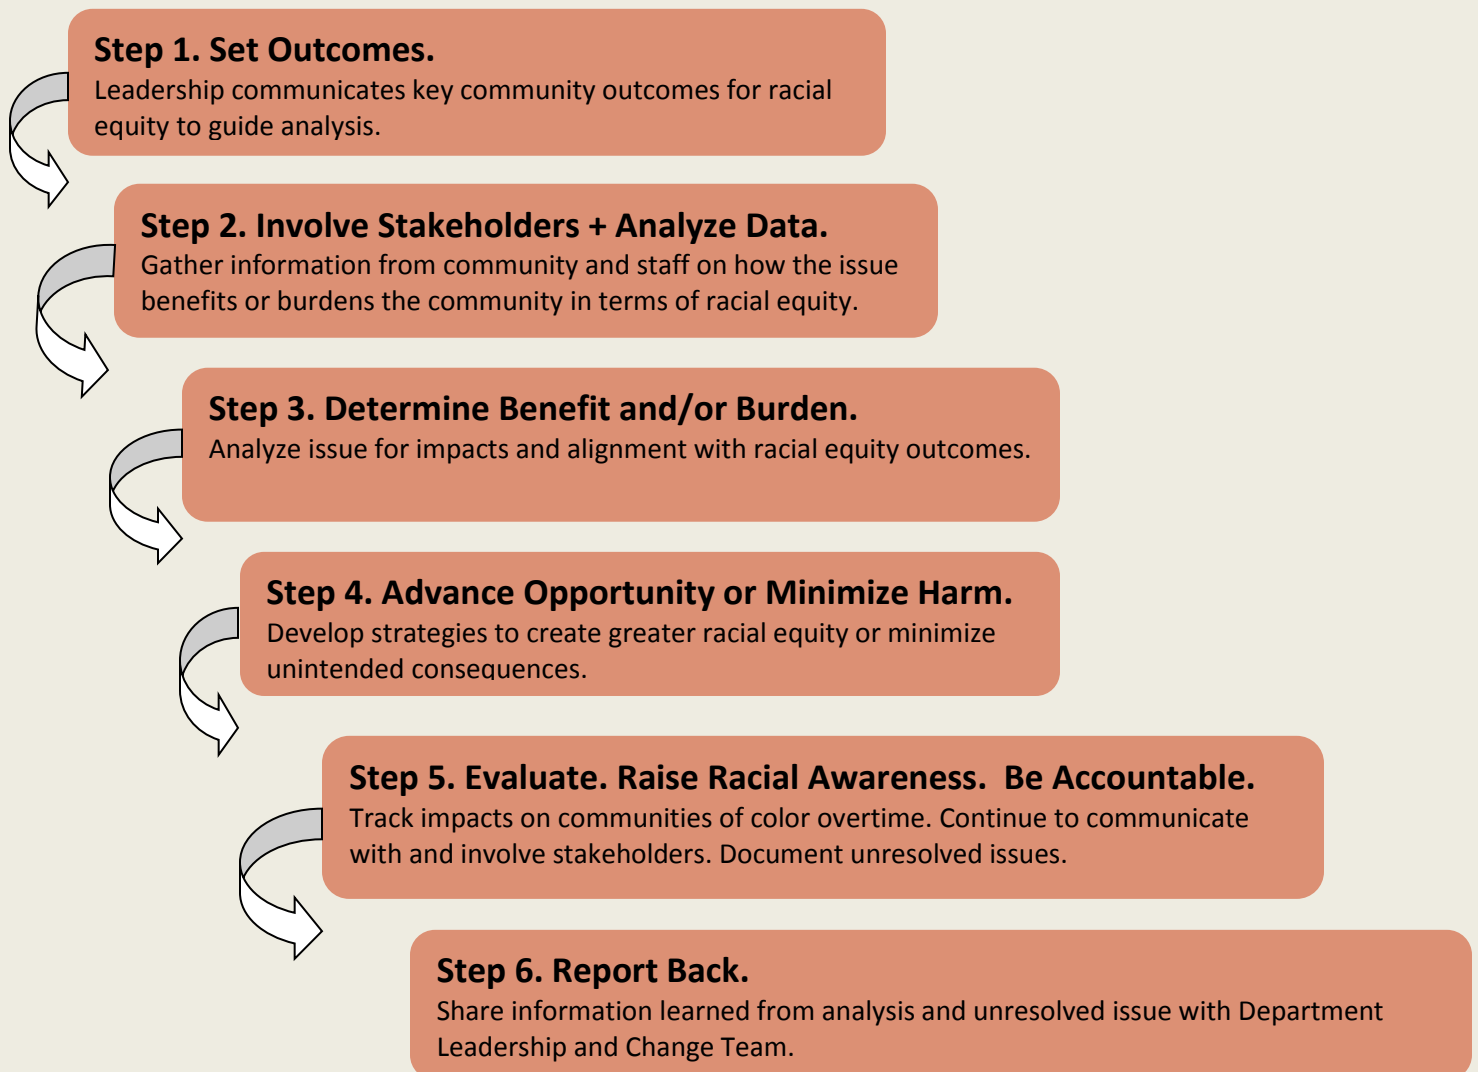 Step 1. Set Outcomes.
Leadership communicates key community outcomes for racial
equity to guide analysis.
Step 2. Involve Stakeholders + Analyze Data.
Gather information from community and staff on how the issue
benefits or burdens the community in terms of racial equity.
Step 3. Determine Benefit and/or Burden.
Analyze issue for impacts and alignment with racial equity outcomes.
Step 4. Advance Opportunity or Minimize Harm.
Develop strategies to create greater racial equity or minimize
unintended consequences.
Step 5. Evaluate. Raise Racial Awareness.  Be Accountable.
Track impacts on communities of color overtime. Continue to communicate
with and involve stakeholders. Document unresolved issues.
Step 6. Report Back.
Share information learned from analysis and unresolved issue with Department
Leadership and Change Team.